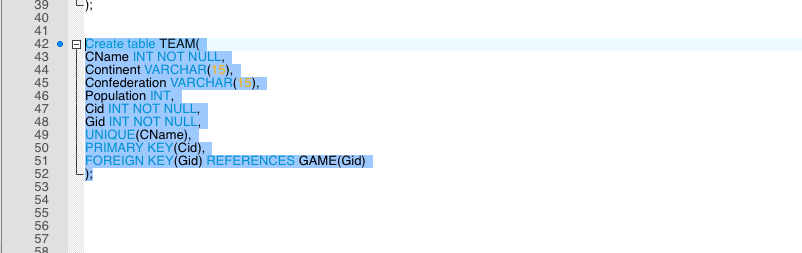 39 );
40
41
42 Create table TEAM(
43 CName INT NOT NULL,
44 Continent VARCHAR(15),
45 Confederation VARCHAR(15),
46 Population INT,
47 Cid INT NOT NULL,
48 Gid INT NOT NULL,
49 UNIQUE(CName),
50 PRIMARY KEY(Cid),
51 FOREIGN KEY(Gid) REFERENCES GAME(Gid)
52 );
53
54
55
56
57
58